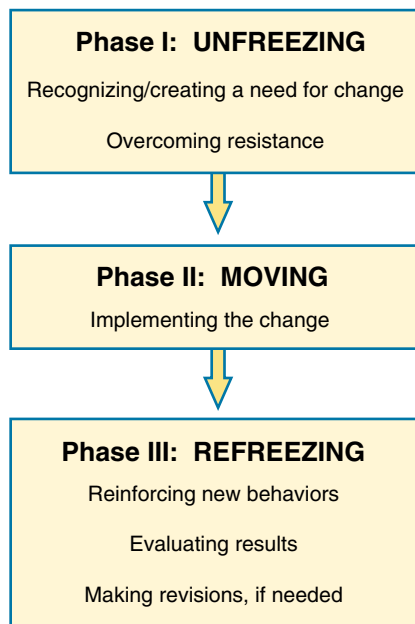 Phase I: UNFREEZING
Recognizing/creating a need for change
Overcoming resistance
Phase II: MOVING
Implementing the change
Phase III: REFREEZING
Reinforcing new behaviors
Evaluating results
Making revisions, if needed